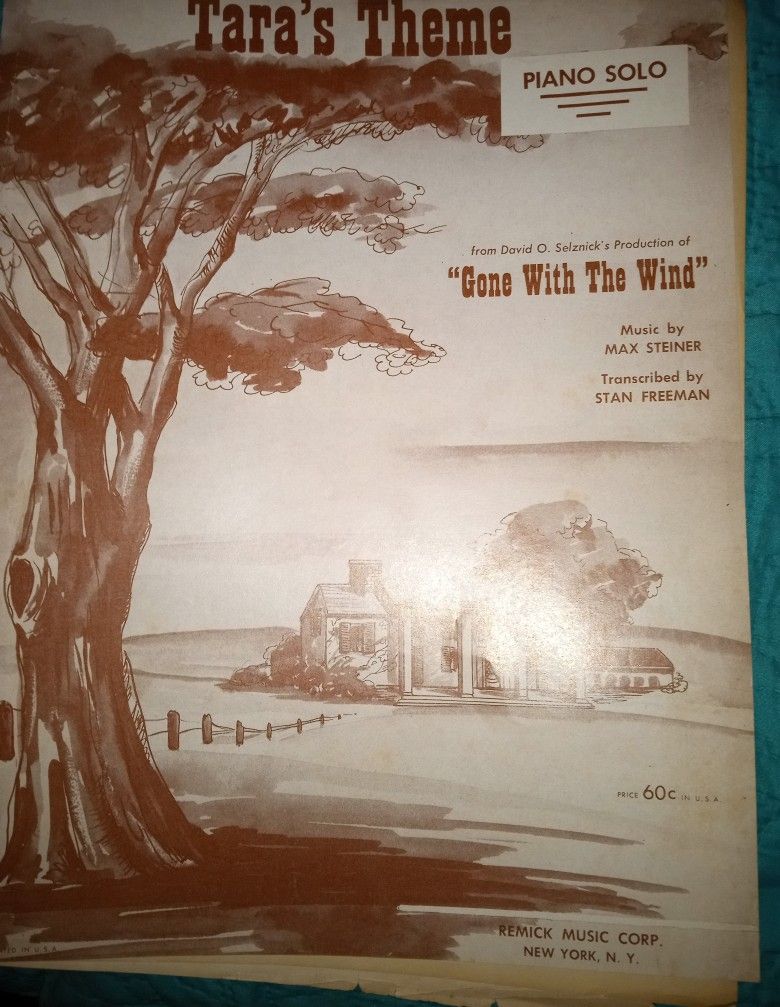 Tara's Theme
PIANO SOLO
from David O. Selznick's Production of
"Gone With The Wind"
Music by
MAX STEINER
Transcribed by
STAN FREEMAN
PRICE 60c IN U.S.A.
REMICK MUSIC CORP.
NEW YORK, N. Y.
IN U.S.A.